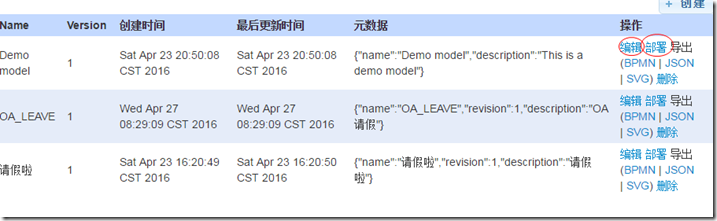 + 创建
Name Version 创建时间 最后更新时间 元数据 操作
Demo model 1 Sat Apr 23 20:50:08 CST 2016 Sat Apr 23 20:50:08 CST 2016 {"name":"Demo model","description":"This is a demo model"} 编辑 部署 导出 (BPMN | JSON | SVG) 删除
OA_LEAVE 1 Wed Apr 27 08:29:09 CST 2016 Wed Apr 27 08:29:09 CST 2016 {"name":"OA_LEAVE","revision":1,"description":"OA请假"} 编辑 部署 导出 (BPMN | JSON | SVG) 删除
请假啦 1 Sat Apr 23 16:20:49 CST 2016 Sat Apr 23 16:20:50 CST 2016 {"name":"请假啦","revision":1,"description":"请假啦"} 编辑 部署 导出 (BPMN | JSON | SVG) 删除